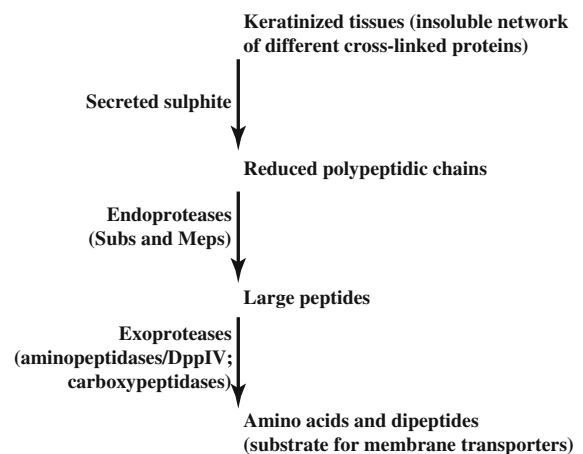 Keratinized tissues (insoluble network
of different cross-linked proteins)
Secreted sulphite
Reduced polypeptidic chains
Endoproteases
(Subs and Meps)
Large peptides
Exoproteases
(aminopeptidases/DppIV;
carboxypeptidases)
Amino acids and dipeptides
(substrate for membrane transporters)